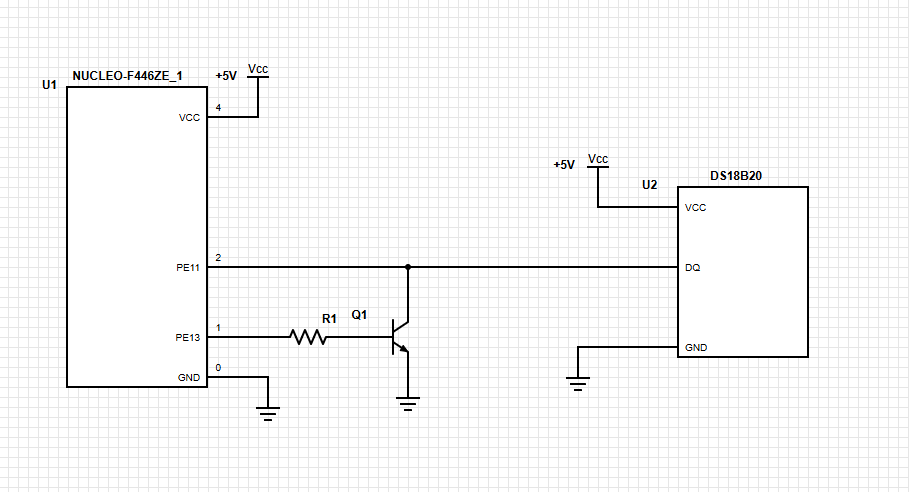 U1
NUCLEO-F446ZE_1
+5V
Vcc
VCC
4
PE11
2
PE13
1
GND
0
R1
Q1
+5V
Vcc
U2
DS18B20
VCC
DQ
GND